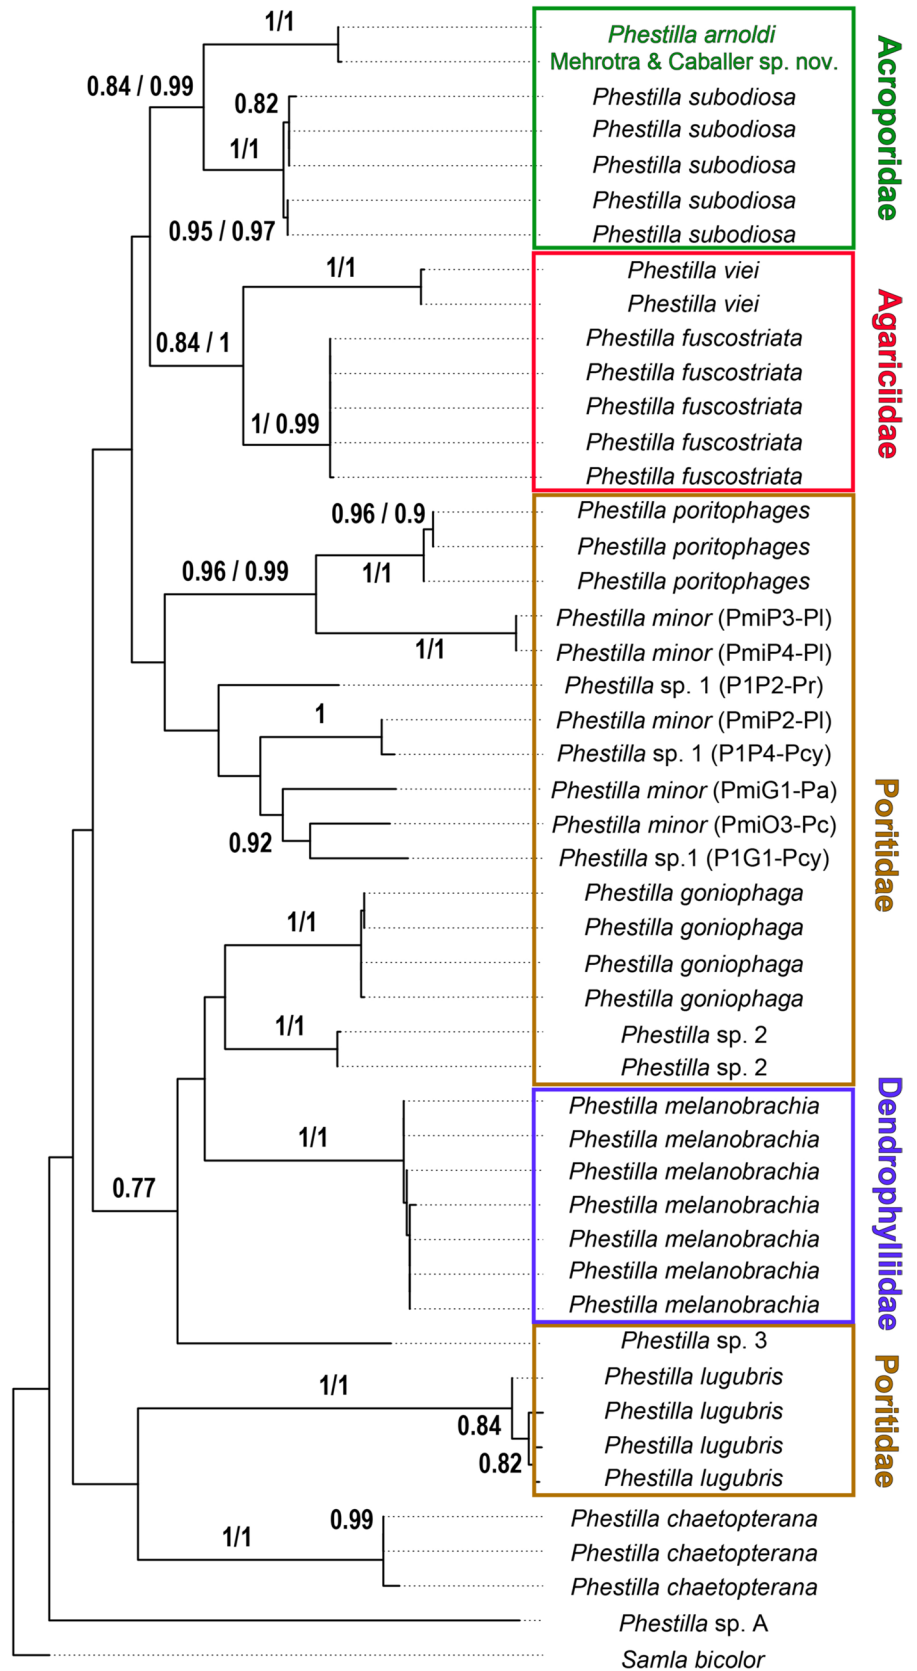 1/1
Phestilla arnoldi
Mehrotra & Caballer sp. nov.
Acroporidae
0.84 / 0.99
0.82
Phestilla subodiosa
Phestilla subodiosa
1/1
Phestilla subodiosa
Phestilla subodiosa
0.95 / 0.97
Phestilla subodiosa
1/1
Phestilla viei
Phestilla viei
Agariciidae
0.84 / 1
Phestilla fuscostriata
Phestilla fuscostriata
Phestilla fuscostriata
1/ 0.99
Phestilla fuscostriata
Phestilla fuscostriata
0.96 / 0.9
Phestilla poritophages
Phestilla poritophages
0.96 / 0.99
1/1
Phestilla poritophages
Phestilla minor (PmiP3-Pl)
1/1
Phestilla minor (PmiP4-Pl)
Phestilla sp. 1 (P1P2-Pr)
1
Phestilla minor (PmiP2-Pl)
Phestilla sp. 1 (P1P4-Pcy)
Phestilla minor (PmiG1-Pa)
Poritidae
Phestilla minor (PmiO3-Pc)
0.92
Phestilla sp.1 (P1G1-Pcy)
Phestilla goniophaga
1/1
Phestilla goniophaga
Phestilla goniophaga
Phestilla goniophaga
1/1
Phestilla sp. 2
Phestilla sp. 2
Phestilla melanobrachia
1/1
Phestilla melanobrachia
Phestilla melanobrachia
Dendrophylliidae
0.77
Phestilla melanobrachia
Phestilla melanobrachia
Phestilla melanobrachia
Phestilla melanobrachia
Phestilla sp. 3
1/1
Phestilla lugubris
Poritidae
0.84
Phestilla lugubris
Phestilla lugubris
0.82
Phestilla lugubris
0.99
Phestilla chaetopterana
1/1
Phestilla chaetopterana
Phestilla chaetopterana
Phestilla sp. A
Samla bicolor